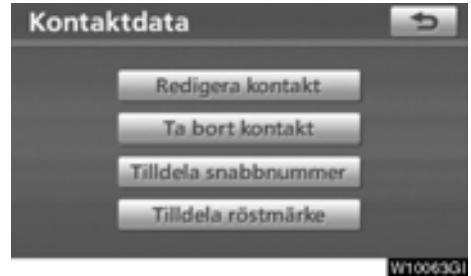 Kontaktdata
Redigera kontakt
Ta bort kontakt
Tilldela snabbnummer
Tilldela röstmärke
W10063GI